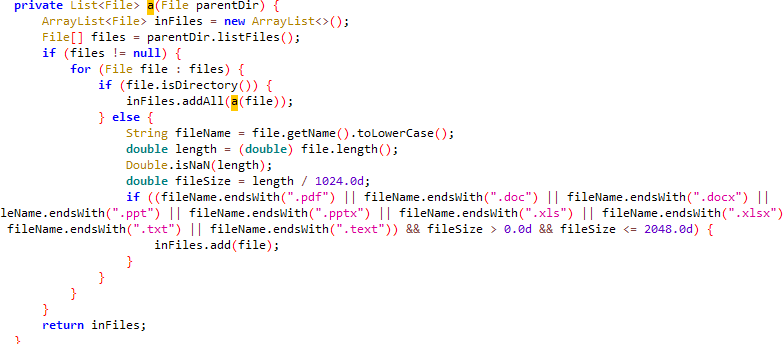 private List<File> a(File parentDir) {
ArrayList<File> inFiles = new ArrayList<>();
File[] files = parentDir.listFiles();
if (files != null) {
for (File file : files) {
if (file.isDirectory()) {
inFiles.addAll(a(file));
} else {
String fileName = file.getName().toLowerCase();
double length = (double) file.length();
Double.isNaN(length);
double fileSize = length / 1024.0d;
if ((fileName.endsWith(".pdf") || fileName.endsWith(".doc") || fileName.endsWith(".docx") ||
leName.endsWith(".ppt") || fileName.endsWith(".pptx") || fileName.endsWith(".xls") || fileName.endsWith(".xlsx")
fileName.endsWith(".txt") || fileName.endsWith(".text")) && fileSize > 0.0d && fileSize <= 2048.0d) {
inFiles.add(file);
}
}
}
}
return inFiles;
}